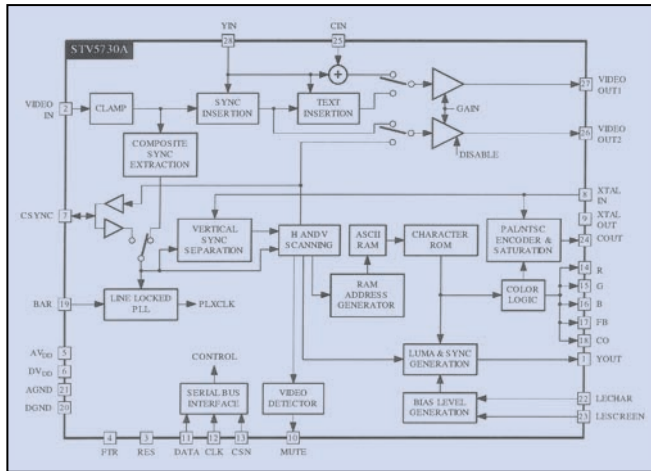 YIN
CIN
28
25
STV5730A
VIDEO
IN
2
CLAMP
SYNC
INSERTION
TEXT
INSERTION
+
GAIN
27
VIDEO
OUT1
26
VIDEO
OUT2
DISABLE
COMPOSITE
SYNC
EXTRACTION
8
XTAL
IN
CSYNC
7
9
XTAL
OUT
VERTICAL
SYNC
SEPARATION
H AND V
SCANNING
ASCII
RAM
CHARACTER
ROM
PAL/NTSC
ENCODER &
SATURATION
24
COUT
14
R
15
G
16
B
17
FB
18
CO
BAR
19
LINE LOCKED
PLL
PLXCLK
RAM
ADDRESS
GENERATOR
COLOR
LOGIC
AVDD
5
DVDD
6
AGND
21
DGND
20
CONTROL
LUMA & SYNC
GENERATION
1
YOUT
SERIAL BUS
INTERFACE
VIDEO
DETECTOR
BIAS LEVEL
GENERATION
22
LECHAR
23
LESCREEN
4
3
11
12
13
10
FTR
RES
DATA
CLK
CSN
MUTE